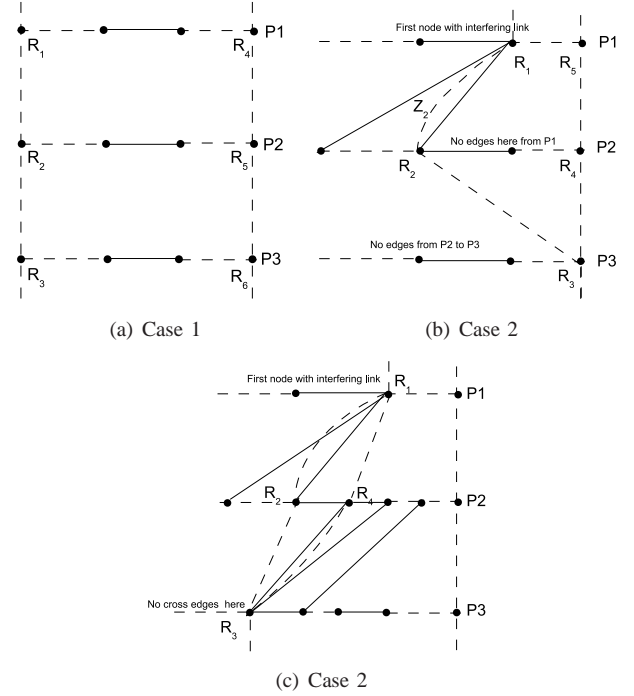 P1
R1
R4
P2
R2
R5
P3
R3
R6
(a) Case 1
First node with interfering link
P1
R1
R5
Z2
No edges here from P1
P2
R2
R4
No edges from P2 to P3
P3
R3
(b) Case 2
First node with interfering link
R1
P1
R2
R4
P2
No cross edges here
P3
R3
(c) Case 2